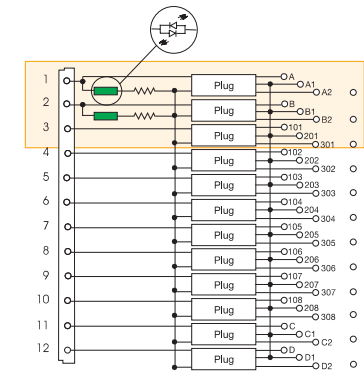 1 Plug A A1 A2
2 Plug B B1 B2
3 Plug 101 201 301
4 Plug 102 202 302
5 Plug 103 203 303
6 Plug 104 204 304
7 Plug 105 205 305
8 Plug 106 206 306
9 Plug 107 207 307
10 Plug 108 208 308
11 Plug C C1 C2
12 Plug D D1 D2